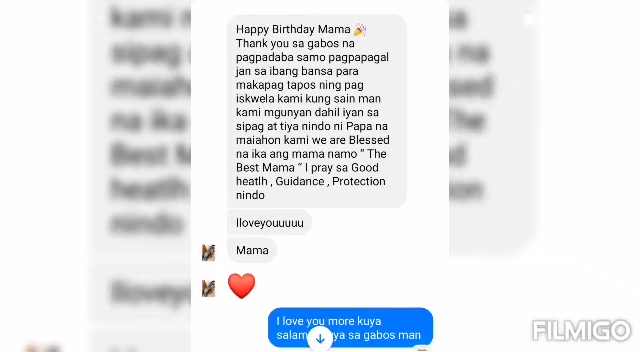 Happy Birthday Mama 🎉
Thank you sa gabos na
pagpadaba samo pagpapagal
jan sa ibang bansa para
makapag tapos ning pag
iskwela kami kung sain man
kami mgunyan dahil iyan sa
sipag at tiya nindo ni Papa na
maiahon kami we are Blessed
na ika ang mama namo “ The
Best Mama “ I pray sa Good
heatlh , Guidance , Protection
nindo
Iloveyouuuuu
Mama
❤️
I love you more kuya
sa gabos man
FILMIGO